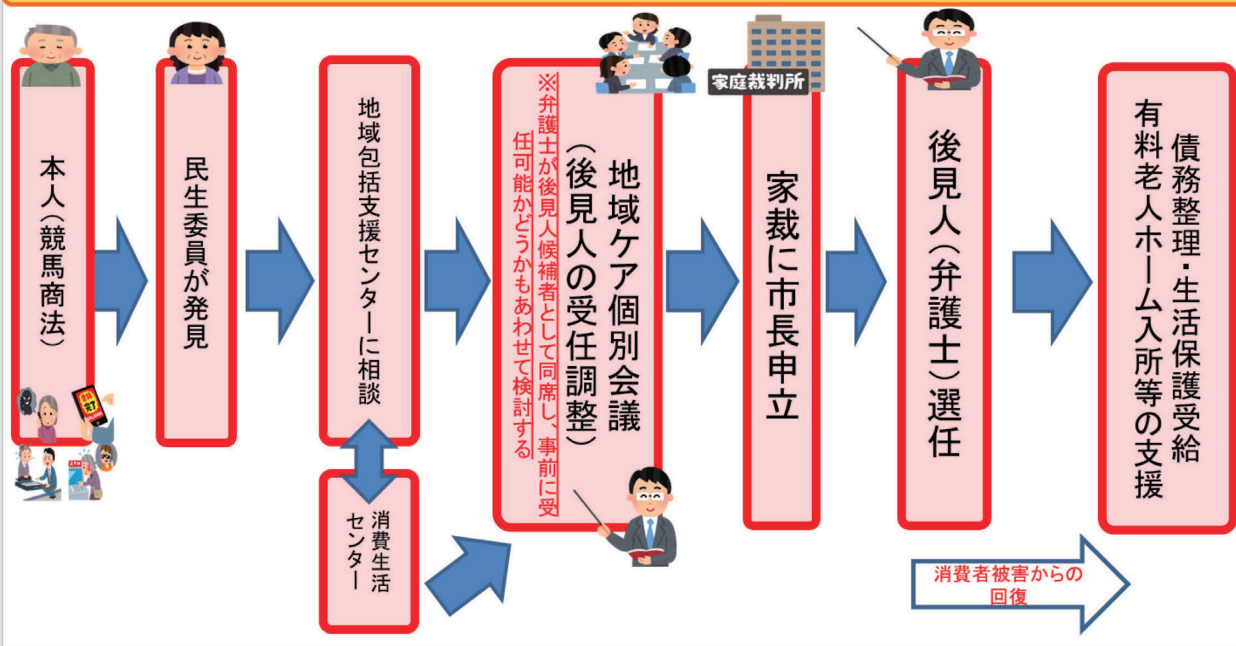 本人（競馬商法）
民生委員が発見
地域包括支援センターに相談
消費生活
センター
地域ケア個別会議
（後見人の受任調整）
※弁護士が後見人候補者として同席し、事前に受
任可能かどうかもあわせて検討する
家庭裁判所
家裁に市長申立
後見人（弁護士）選任
債務整理・生活保護受給
有料老人ホーム入所等の支援
消費者被害からの
回復